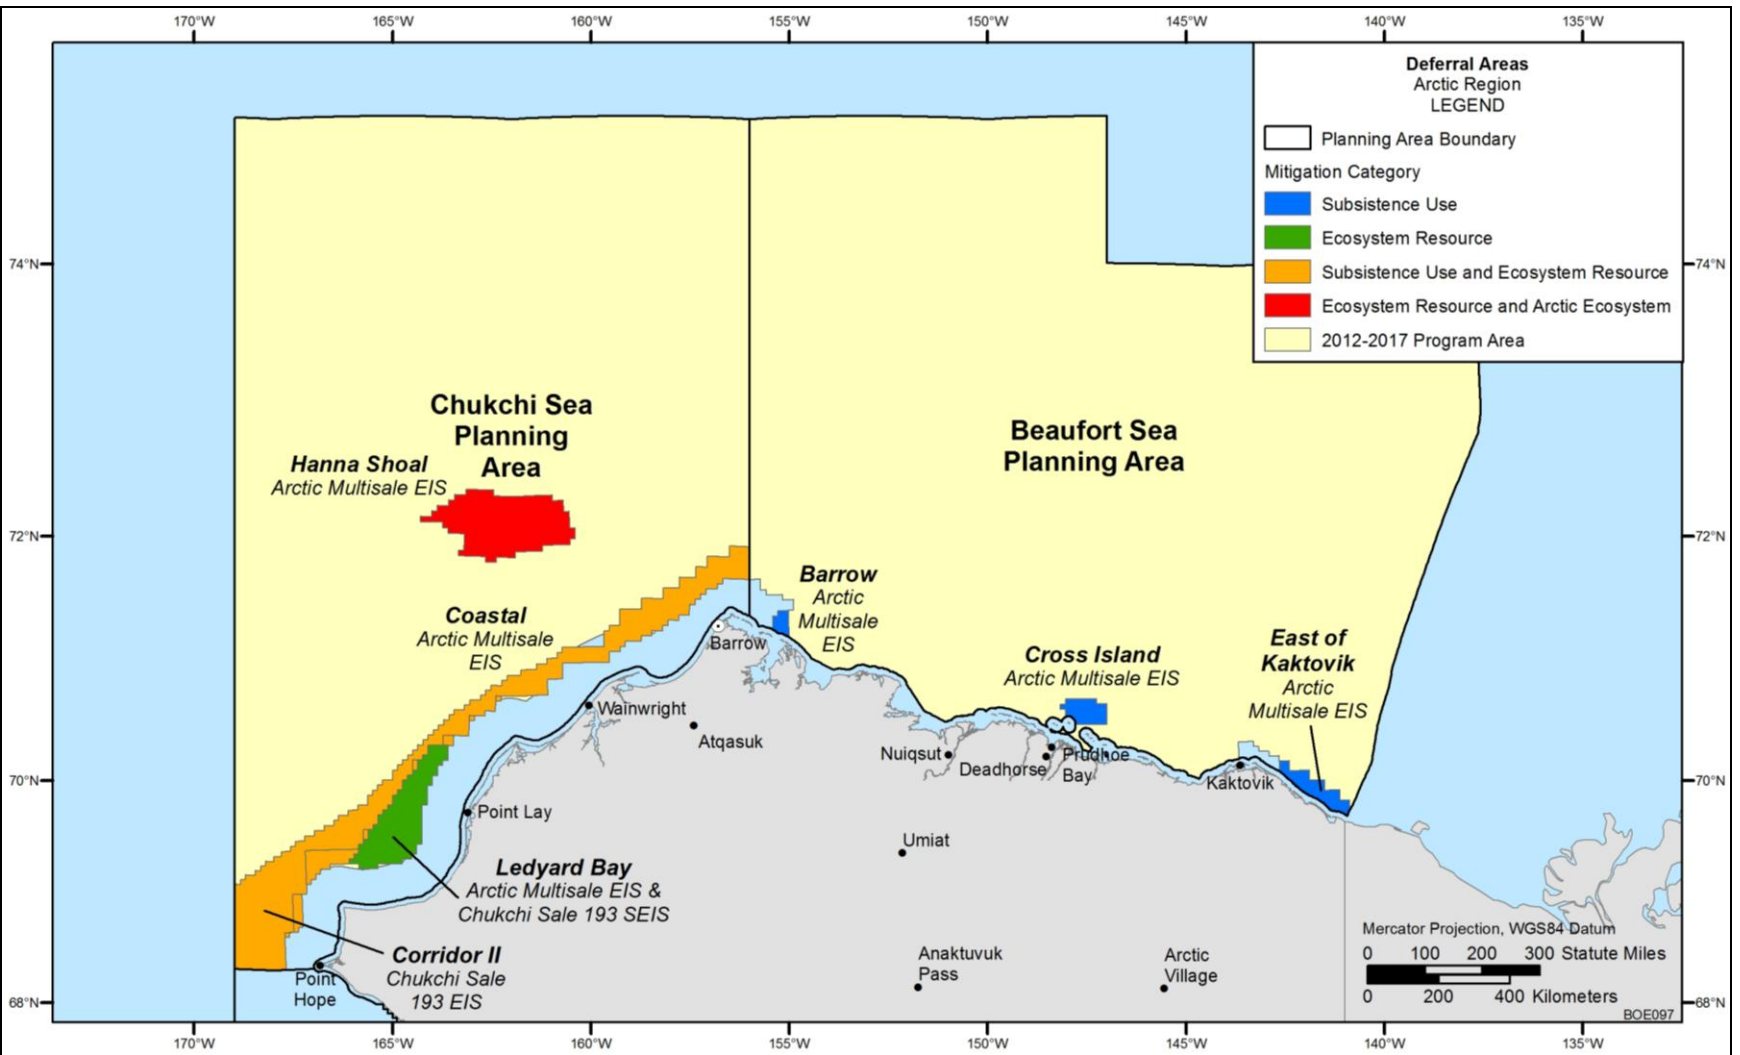 170°W 165°W 160°W 155°W 150°W 145°W 140°W 135°W
Deferral Areas
Arctic Region
LEGEND
Planning Area Boundary
Mitigation Category
Subsistence Use
Ecosystem Resource
Subsistence Use and Ecosystem Resource
Ecosystem Resource and Arctic Ecosystem
2012-2017 Program Area
74°N 74°N
Chukchi Sea
Planning
Area
Beaufort Sea
Planning Area
Hanna Shoal
Arctic Multisale EIS
72°N 72°N
Coastal
Arctic Multisale
EIS
Barrow
Arctic
Multisale
EIS
Barrow
Cross Island
Arctic Multisale EIS
East of
Kaktovik
Arctic
Multisale EIS
Wainwright
Atqasuk
Nuiqsut
Deadhorse
Prudhoe
Bay
Kaktovik
70°N 70°N
Point Lay
Umiat
Ledyard Bay
Arctic Multisale EIS &
Chukchi Sale 193 SEIS
Corridor II
Chukchi Sale
193 EIS
Point
Hope
Anaktuvuk
Pass
Arctic
Village
Mercator Projection, WGS84 Datum
0 100 200 300 Statute Miles
0 200 400 Kilometers
BOE097
68°N 68°N
170°W 165°W 160°W 155°W 150°W 145°W 140°W 135°W